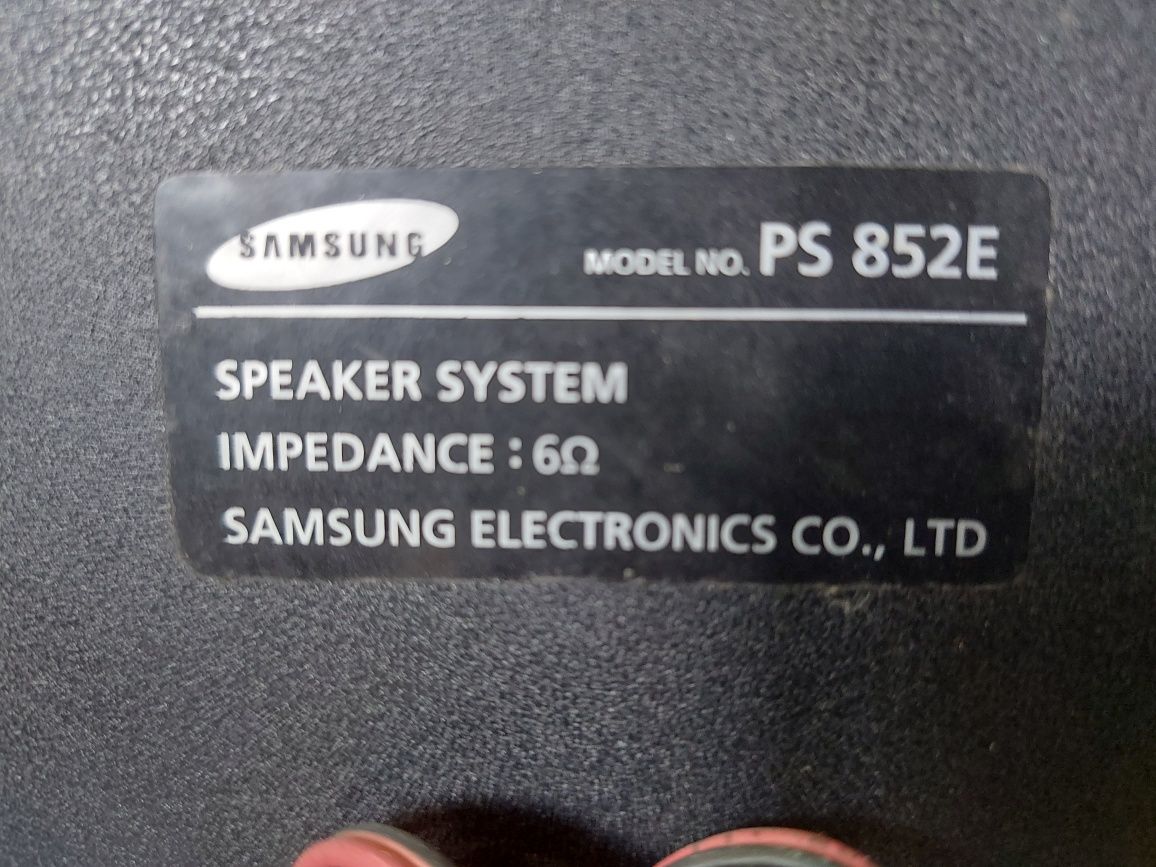 SAMSUNG
MODEL NO. PS 852E
SPEAKER SYSTEM
IMPEDANCE : 6Ω
SAMSUNG ELECTRONICS CO., LTD